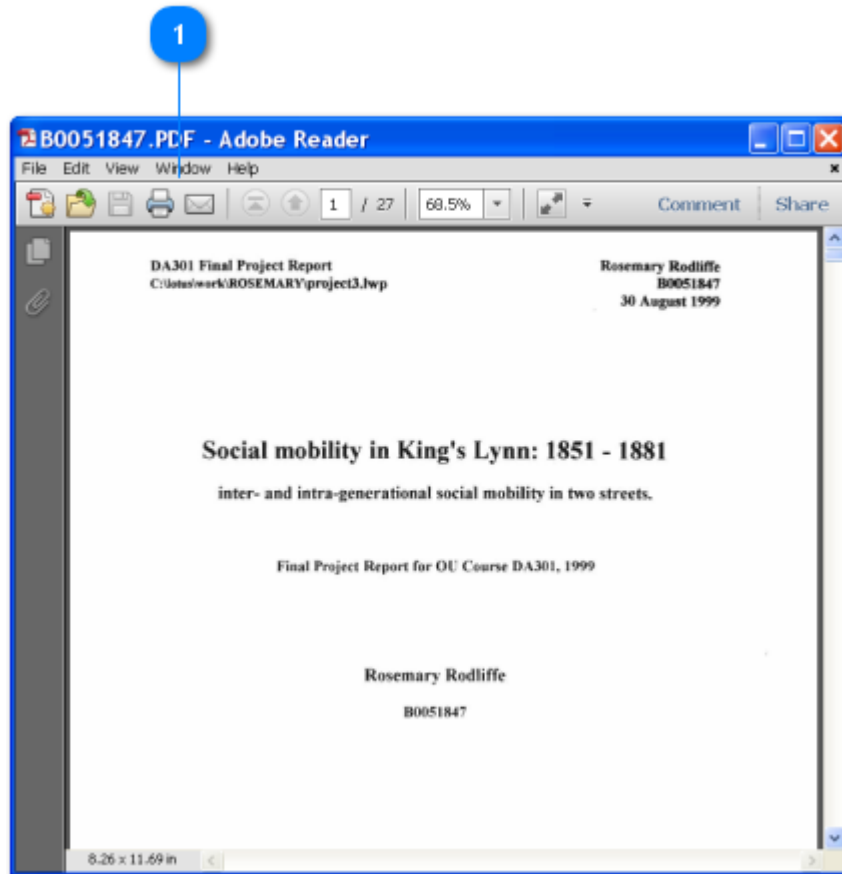 1
B0051847.PDF - Adobe Reader
File Edit View Window Help
1 / 27 68.5% Comment Share
DA301 Final Project Report Rosemary Rodliffe
C:\lotus\work\ROSEMARY\project3.lwp B0051847
30 August 1999
Social mobility in King's Lynn: 1851 - 1881
inter- and intra-generational social mobility in two streets.
Final Project Report for OU Course DA301, 1999
Rosemary Rodliffe
B0051847
8.26 x 11.69 in